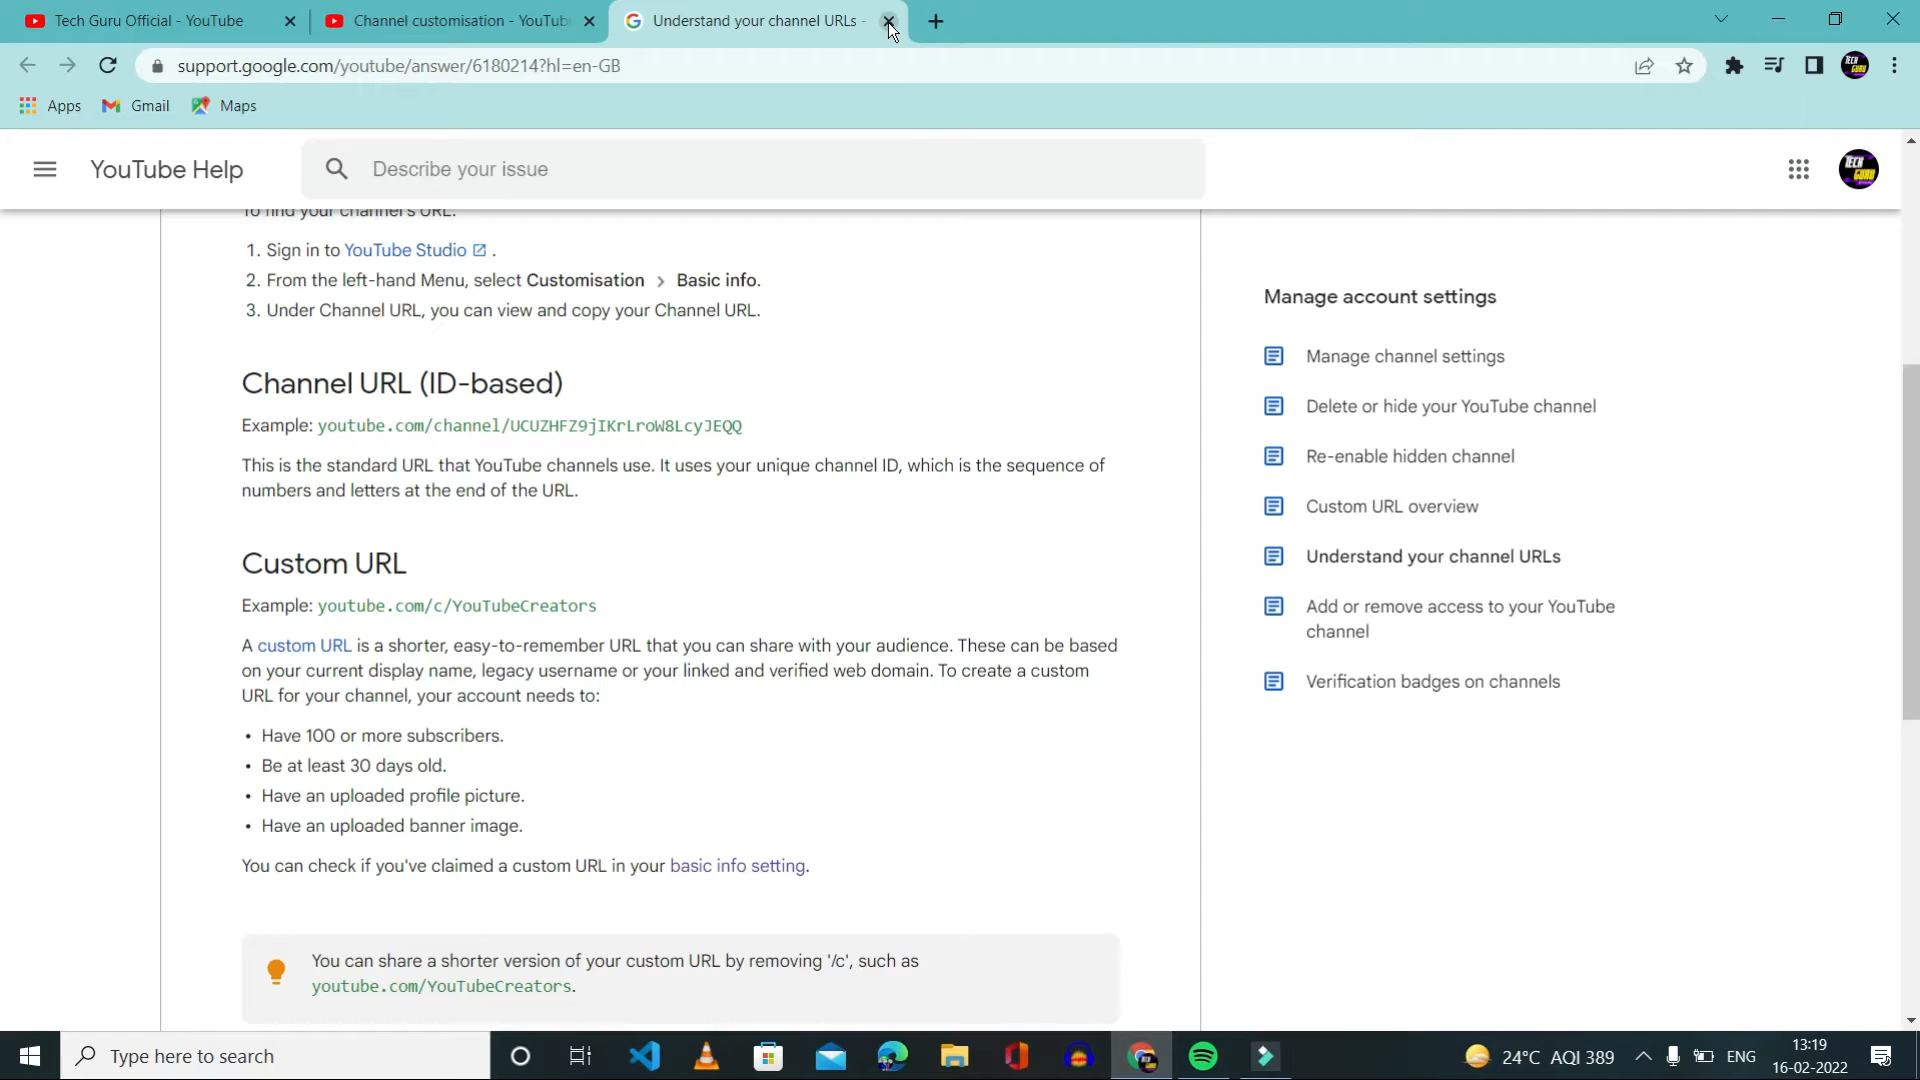 Tech Guru Official - YouTube
Channel customisation - YouTub
Understand your channel URLs -
support.google.com/youtube/answer/6180214?hl=en-GB
Apps
Gmail
Maps
YouTube Help
Describe your issue
To find your channel's URL:
1. Sign in to YouTube Studio .
2. From the left-hand Menu, select Customisation > Basic info.
3. Under Channel URL, you can view and copy your Channel URL.
Channel URL (ID-based)
Example: youtube.com/channel/UCUZHFZ9jIKrLroW8LcyJEQQ
This is the standard URL that YouTube channels use. It uses your unique channel ID, which is the sequence of
numbers and letters at the end of the URL.
Custom URL
Example: youtube.com/c/YouTubeCreators
A custom URL is a shorter, easy-to-remember URL that you can share with your audience. These can be based
on your current display name, legacy username or your linked and verified web domain. To create a custom
URL for your channel, your account needs to:
• Have 100 or more subscribers.
• Be at least 30 days old.
• Have an uploaded profile picture.
• Have an uploaded banner image.
You can check if you've claimed a custom URL in your basic info setting.
You can share a shorter version of your custom URL by removing '/c', such as
youtube.com/YouTubeCreators.
Manage account settings
Manage channel settings
Delete or hide your YouTube channel
Re-enable hidden channel
Custom URL overview
Understand your channel URLs
Add or remove access to your YouTube
channel
Verification badges on channels
Type here to search
24°C AQI 389
ENG
13:19
16-02-2022